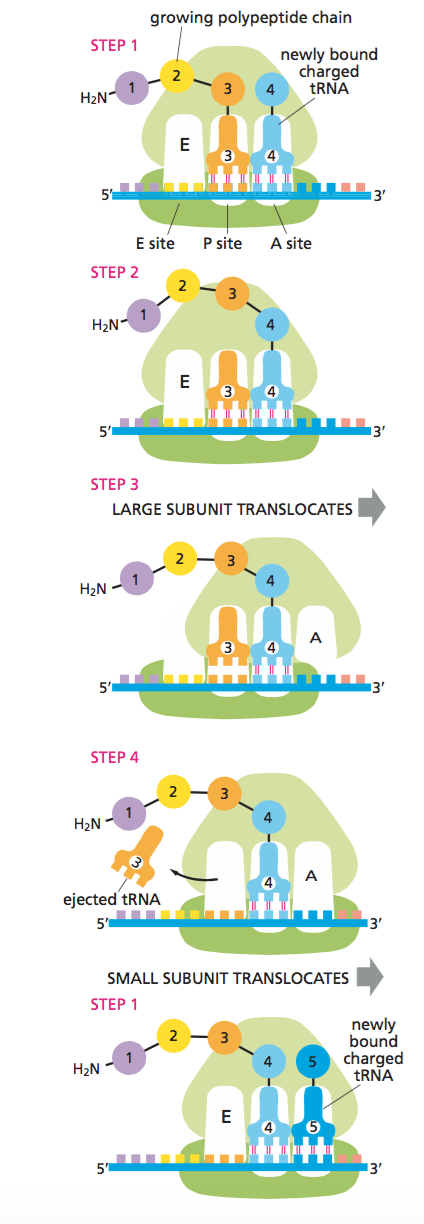 growing polypeptide chain
STEP 1
newly bound
charged
tRNA
1
2
3
4
H₂N
E
3
4
5′
3′
E site
P site
A site
STEP 2
1
2
3
4
H₂N
E
3
4
5′
3′
STEP 3
LARGE SUBUNIT TRANSLOCATES
1
2
3
4
H₂N
3
4
A
5′
3′
STEP 4
1
2
3
4
H₂N
3
4
A
ejected tRNA
5′
3′
SMALL SUBUNIT TRANSLOCATES
STEP 1
newly
bound
charged
tRNA
1
2
3
4
5
H₂N
E
4
5
5′
3′